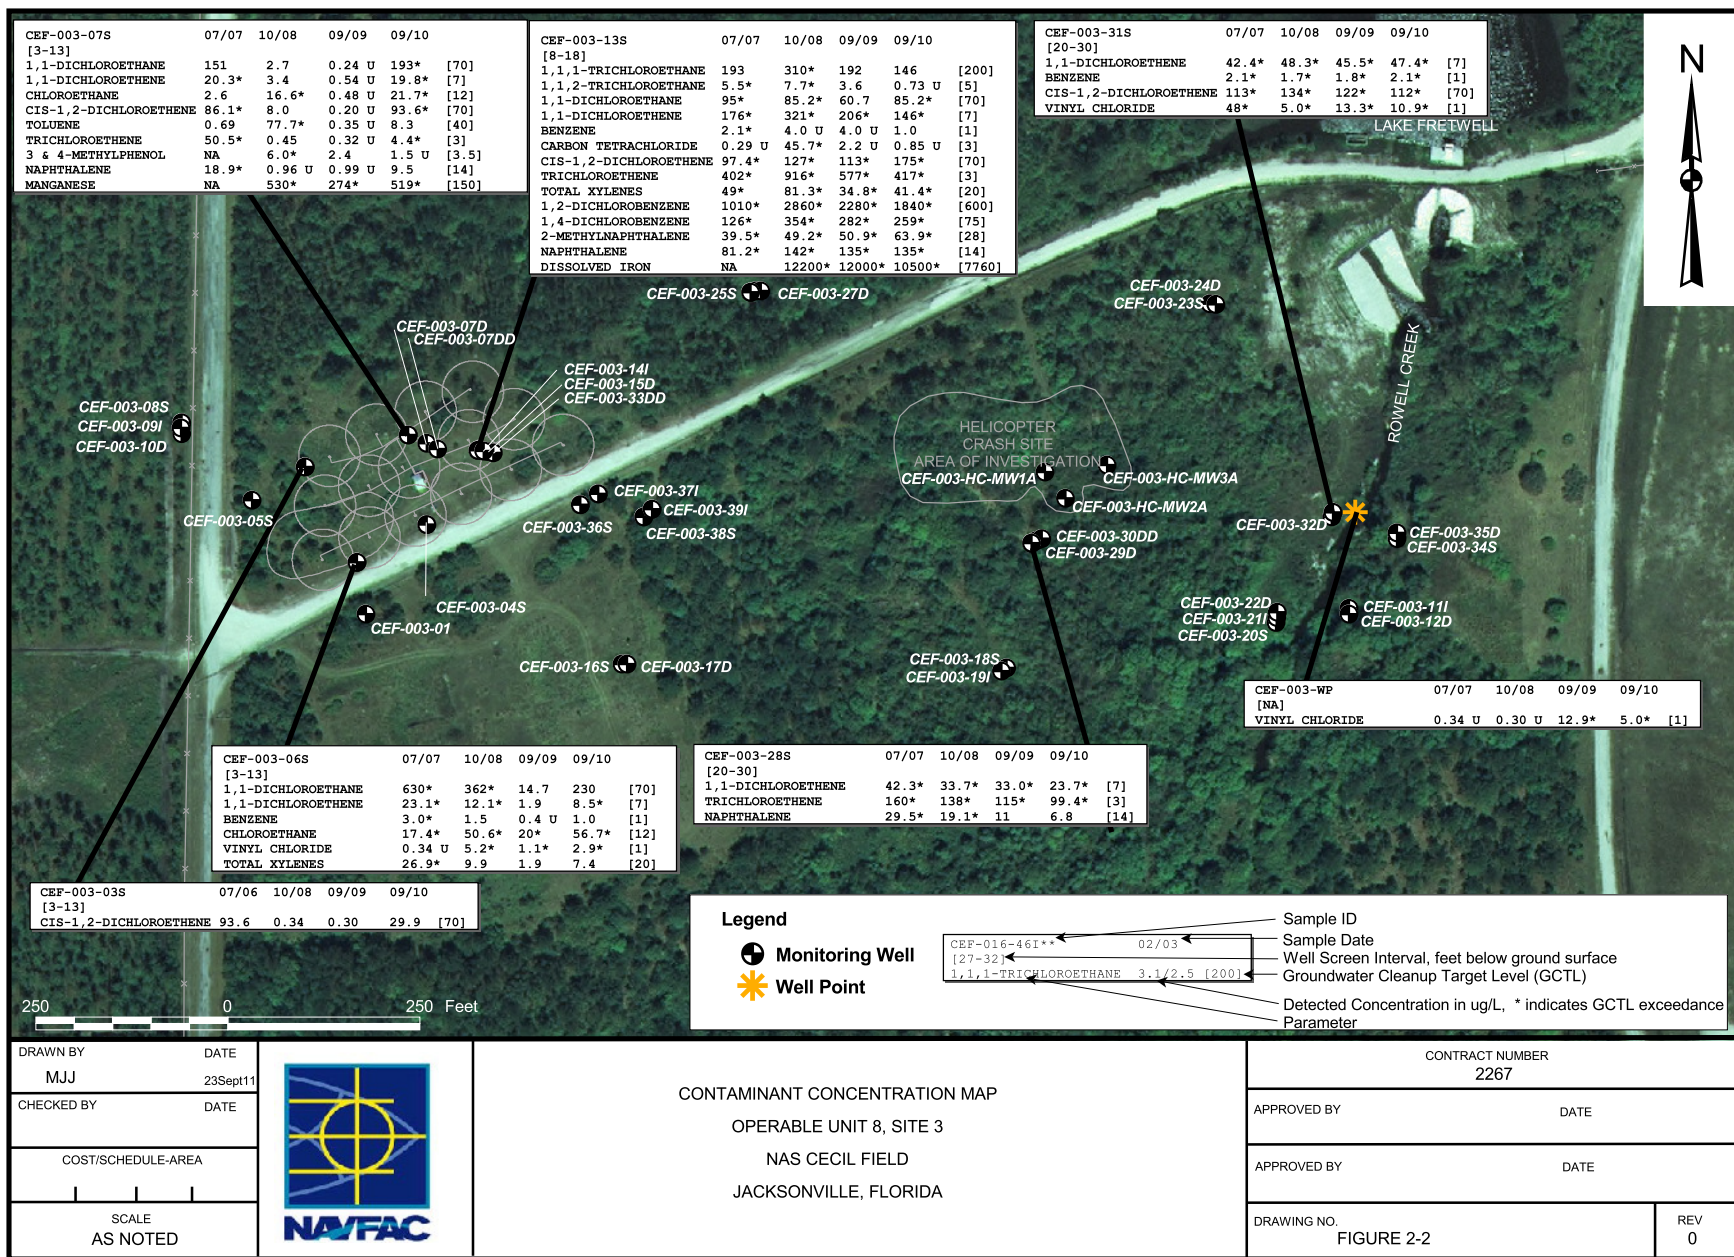 CEF-003-07S 07/07 10/08 09/09 09/10
[3-13]
1,1-DICHLOROETHANE 151 2.7 0.24 U 193* [70]
1,1-DICHLOROETHENE 20.3* 3.4 0.54 U 19.8* [7]
CHLOROETHANE 2.6 16.6* 0.48 U 21.7* [12]
CIS-1,2-DICHLOROETHENE 86.1* 8.0 0.20 U 93.6* [70]
TOLUENE 0.69 77.7* 0.35 U 8.3 [40]
TRICHLOROETHENE 50.5* 0.45 0.32 U 4.4* [3]
3 & 4-METHYLPHENOL NA 6.0* 2.4 1.5 U [3.5]
NAPHTHALENE 18.9* 0.96 U 0.99 U 9.5 [14]
MANGANESE NA 530* 274* 519* [150]
CEF-003-13S 07/07 10/08 09/09 09/10
[8-18]
1,1,1-TRICHLOROETHANE 193 310* 192 146 [200]
1,1,2-TRICHLOROETHANE 5.5* 7.7* 3.6 0.73 U [5]
1,1-DICHLOROETHANE 95* 85.2* 60.7 85.2* [70]
1,1-DICHLOROETHENE 176* 321* 206* 146* [7]
BENZENE 2.1* 4.0 U 4.0 U 1.0 [1]
CARBON TETRACHLORIDE 0.29 U 45.7* 2.2 U 0.85 U [3]
CIS-1,2-DICHLOROETHENE 97.4* 127* 113* 175* [70]
TRICHLOROETHENE 402* 916* 577* 417* [3]
TOTAL XYLENES 49* 81.3* 34.8* 41.4* [20]
1,2-DICHLOROBENZENE 1010* 2860* 2280* 1840* [600]
1,4-DICHLOROBENZENE 126* 354* 282* 259* [75]
2-METHYLNAPHTHALENE 39.5* 49.2* 50.9* 63.9* [28]
NAPHTHALENE 81.2* 142* 135* 135* [14]
DISSOLVED IRON NA 12200* 12000* 10500* [7760]
CEF-003-31S 07/07 10/08 09/09 09/10
[20-30]
1,1-DICHLOROETHENE 42.4* 48.3* 45.5* 47.4* [7]
BENZENE 2.1* 1.7* 1.8* 2.1* [1]
CIS-1,2-DICHLOROETHENE 113* 134* 122* 112* [70]
VINYL CHLORIDE 48* 5.0* 13.3* 10.9* [1]
LAKE FRETWELL
N
CEF-003-25S
CEF-003-27D
CEF-003-24D
CEF-003-23S
ROWELL CREEK
CEF-003-07D
CEF-003-07DD
CEF-003-14I
CEF-003-15D
CEF-003-33DD
CEF-003-08S
CEF-003-09I
CEF-003-10D
HELICOPTER
CRASH SITE
AREA OF INVESTIGATION
CEF-003-HC-MW1A
CEF-003-HC-MW3A
CEF-003-HC-MW2A
CEF-003-05S
CEF-003-37I
CEF-003-39I
CEF-003-36S
CEF-003-38S
CEF-003-32D
CEF-003-35D
CEF-003-34S
CEF-003-30DD
CEF-003-29D
CEF-003-04S
CEF-003-01
CEF-003-22D
CEF-003-21I
CEF-003-20S
CEF-003-11I
CEF-003-12D
CEF-003-16S
CEF-003-17D
CEF-003-18S
CEF-003-19I
CEF-003-WP 07/07 10/08 09/09 09/10
[NA]
VINYL CHLORIDE 0.34 U 0.30 U 12.9* 5.0* [1]
CEF-003-06S 07/07 10/08 09/09 09/10
[3-13]
1,1-DICHLOROETHANE 630* 362* 14.7 230 [70]
1,1-DICHLOROETHENE 23.1* 12.1* 1.9 8.5* [7]
BENZENE 3.0* 1.5 0.4 U 1.0 [1]
CHLOROETHANE 17.4* 50.6* 20* 56.7* [12]
VINYL CHLORIDE 0.34 U 5.2* 1.1* 2.9* [1]
TOTAL XYLENES 26.9* 9.9 1.9 7.4 [20]
CEF-003-28S 07/07 10/08 09/09 09/10
[20-30]
1,1-DICHLOROETHENE 42.3* 33.7* 33.0* 23.7* [7]
TRICHLOROETHENE 160* 138* 115* 99.4* [3]
NAPHTHALENE 29.5* 19.1* 11 6.8 [14]
CEF-003-03S 07/06 10/08 09/09 09/10
[3-13]
CIS-1,2-DICHLOROETHENE 93.6 0.34 0.30 29.9 [70]
Legend
Monitoring Well
Well Point
CEF-016-46I** 02/03
[27-32]
1,1,1-TRICHLOROETHANE 3.1/2.5 [200]
Sample ID
Sample Date
Well Screen Interval, feet below ground surface
Groundwater Cleanup Target Level (GCTL)
Detected Concentration in ug/L, * indicates GCTL exceedance
Parameter
250 0 250 Feet
DRAWN BY DATE
MJJ 23Sept11
CHECKED BY DATE
COST/SCHEDULE-AREA
SCALE
AS NOTED
NAVFAC
CONTAMINANT CONCENTRATION MAP
OPERABLE UNIT 8, SITE 3
NAS CECIL FIELD
JACKSONVILLE, FLORIDA
CONTRACT NUMBER
2267
APPROVED BY DATE
APPROVED BY DATE
DRAWING NO.
FIGURE 2-2
REV
0